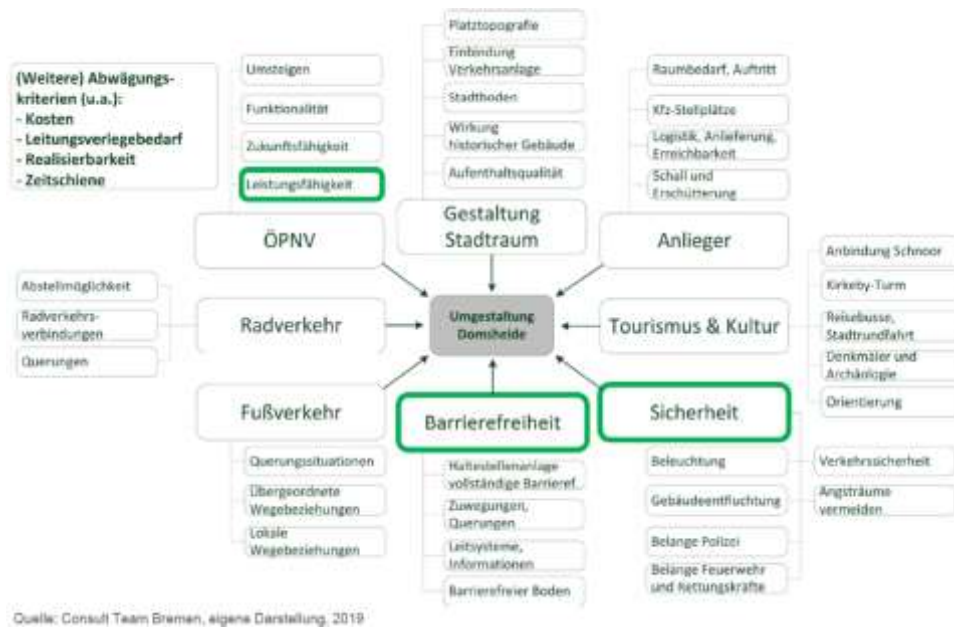 (Weitere) Abwägungs-
kriterien (u.a.):
- Kosten
- Leitungsverlegebedarf
- Realisierbarkeit
- Zeitschiene
Umsteigen
Funktionalität
Zukunftsfähigkeit
Leistungsfähigkeit
ÖPNV
Platztopografie
Einbindung
Verkehrsanlage
Stadtboden
Wirkung
historischer Gebäude
Aufenthaltsqualität
Gestaltung
Stadtraum
Raumbedarf, Auftritt
Kfz-Stellplätze
Logistik, Anlieferung,
Erreichbarkeit
Schall und
Erschütterung
Anlieger
Abstellmöglichkeit
Radverkehrs-
verbindungen
Querungen
Radverkehr
Umgestaltung
Domsheide
Tourismus & Kultur
Anbindung Schnoor
Kirkeby-Turm
Reisebusse,
Stadtrundfahrt
Denkmäler und
Archäologie
Orientierung
Fußverkehr
Querungssituationen
Übergeordnete
Wegebeziehungen
Lokale
Wegebeziehungen
Barrierefreiheit
Haltestellenanlage
vollständige Barrieref.
Zuwegungen,
Querungen
Leitsysteme,
Informationen
Barrierefreier Boden
Sicherheit
Beleuchtung
Gebäudeentfluchtung
Belange Polizei
Belange Feuerwehr
und Rettungskräfte
Verkehrssicherheit
Angsträume
vermeiden
Quelle: Consult Team Bremen, eigene Darstellung, 2019